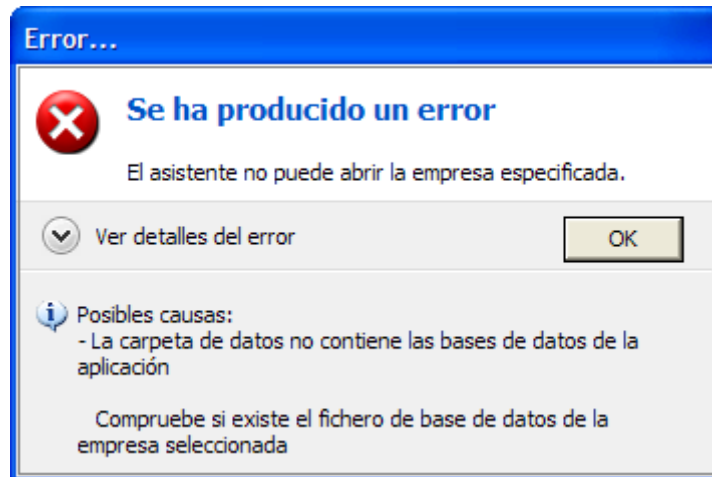 Error...
Se ha producido un error
El asistente no puede abrir la empresa especificada.
Ver detalles del error
OK
Posibles causas:
- La carpeta de datos no contiene las bases de datos de la
aplicación
Compruebe si existe el fichero de base de datos de la
empresa seleccionada